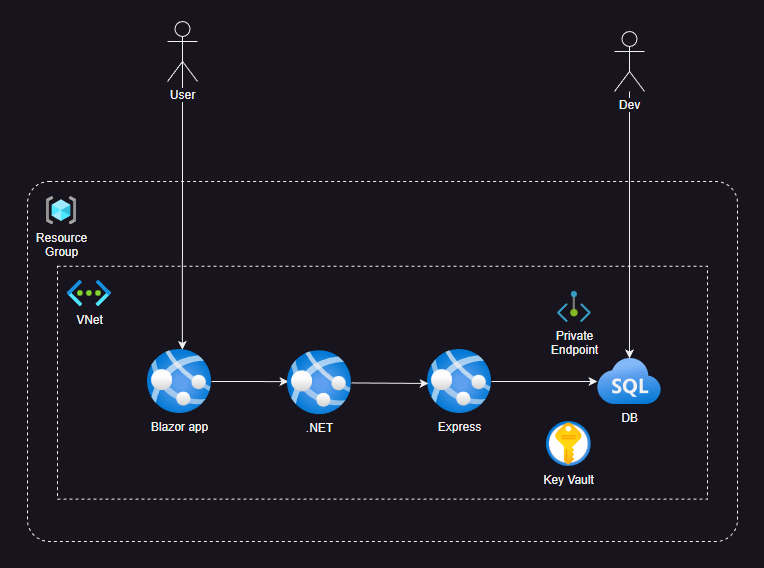 User
Dev
Resource
Group
VNet
Private
Endpoint
SQL
Blazor app
.NET
Express
DB
Key Vault